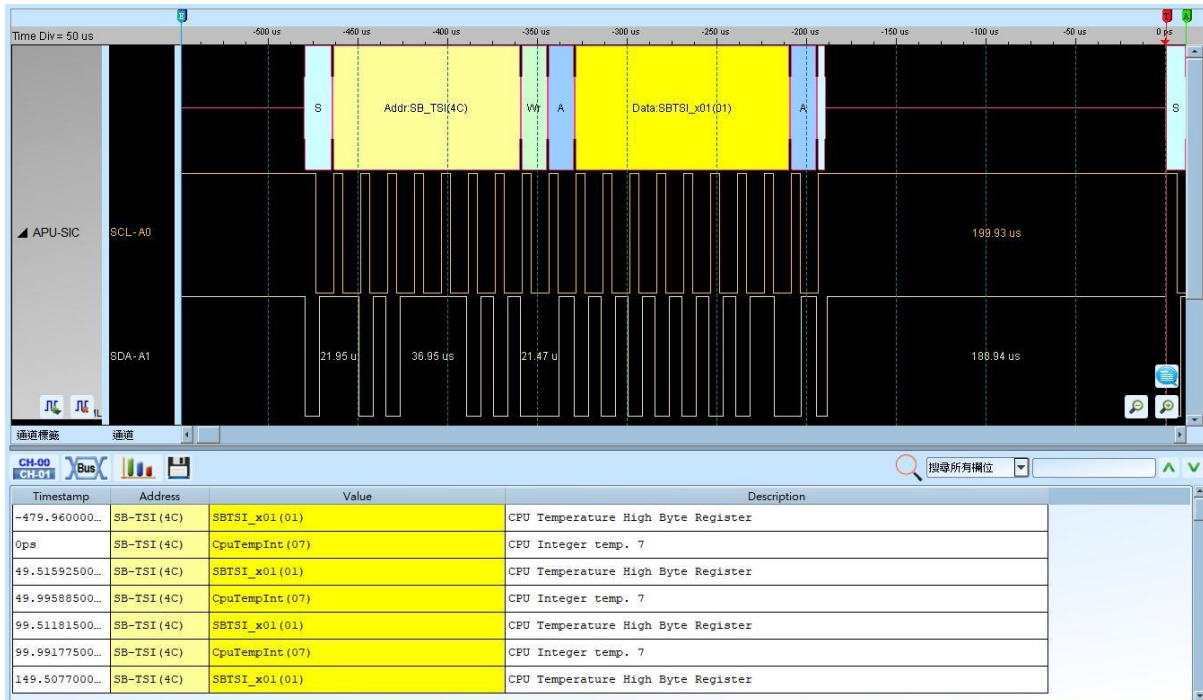 B
T A
Time Div = 50 us
-500 us -450 us -400 us -350 us -300 us -250 us -200 us -150 us -100 us -50 us 0 ps
S Addr:SB_TSI(4C) Wr A Data:SBTSI_x01(01) A S
APU-SIC SCL-A0 199.93 us
SDA-A1 21.95 u 36.95 us 21.47 u 188.94 us
通道標籤 通道
CH-00
CH-01
Bus
搜尋所有欄位
Timestamp Address Value Description
-479.960000... SB-TSI(4C) SBTSI_x01(01) CPU Temperature High Byte Register
0ps SB-TSI(4C) CpuTempInt(07) CPU Integer temp. 7
49.51592500... SB-TSI(4C) SBTSI_x01(01) CPU Temperature High Byte Register
49.99588500... SB-TSI(4C) CpuTempInt(07) CPU Integer temp. 7
99.51181500... SB-TSI(4C) SBTSI_x01(01) CPU Temperature High Byte Register
99.99177500... SB-TSI(4C) CpuTempInt(07) CPU Integer temp. 7
149.5077000... SB-TSI(4C) SBTSI_x01(01) CPU Temperature High Byte Register